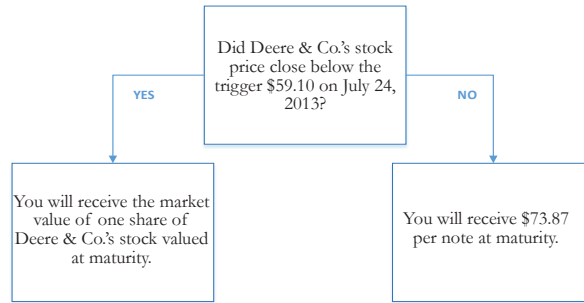 Did Deere & Co.'s stock
price close below the
trigger $59.10 on July 24,
2013?
YES
NO
You will receive the market
value of one share of
Deere & Co.'s stock valued
at maturity.
You will receive $73.87
per note at maturity.